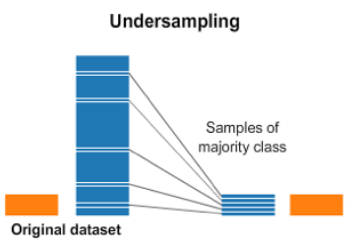 Undersampling
Samples of
majority class
Original dataset